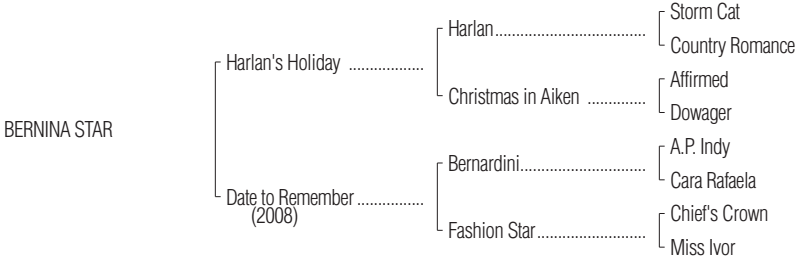 Storm Cat
Harlan....................................
Country Romance
Harlan's Holiday ..................
Affirmed
Christmas in Aiken ..............
Dowager
BERNINA STAR
A.P. Indy
Bernardini..............................
Cara Rafaela
Date to Remember ................
(2008)
Chief's Crown
Fashion Star..........................
Miss Ivor